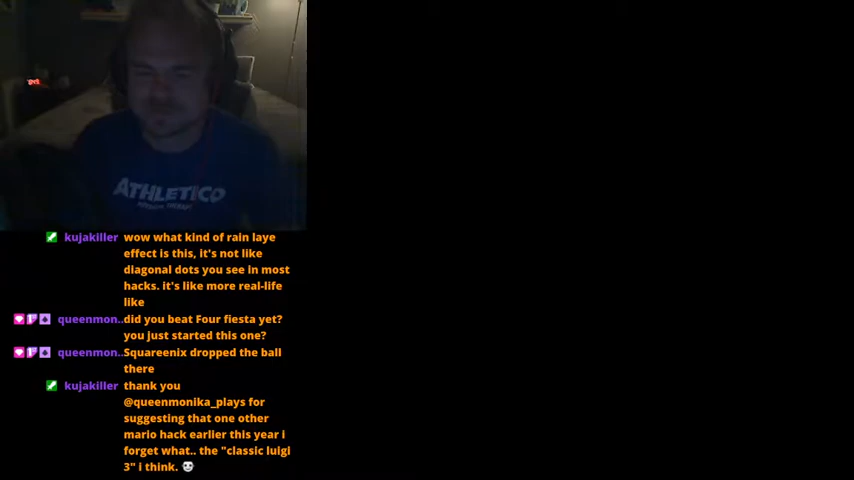 ATHLETICO
PHYSICAL THERAPY
kujakiller wow what kind of rain laye
effect is this, it's not like
diagonal dots you see in most
hacks. it's like more real-life
like
queenmon.. did you beat Four fiesta yet?
you just started this one?
queenmon.. Squareenix dropped the ball
there
kujakiller thank you
@queenmonika_plays for
suggesting that one other
mario hack earlier this year i
forget what.. the "classic luigi
3" i think.